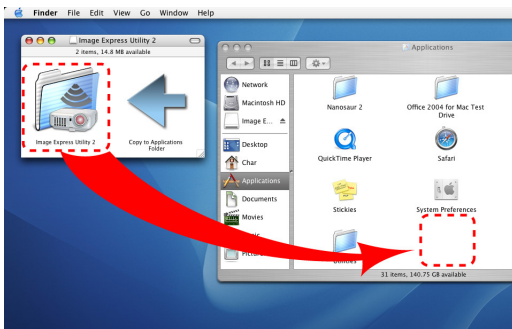 Finder File Edit View Go Window Help
Image Express Utility 2
2 items, 14.8 MB available
Image Express Utility 2
Copy to Applications
Folder
Applications
Network
Macintosh HD
Image E...
Desktop
Char
Applications
Documents
Movies
Nanosaur 2
Office 2004 for Mac Test
Drive
QuickTime Player
Safari
Stickies
System Preferences
31 items, 140.75 GB available